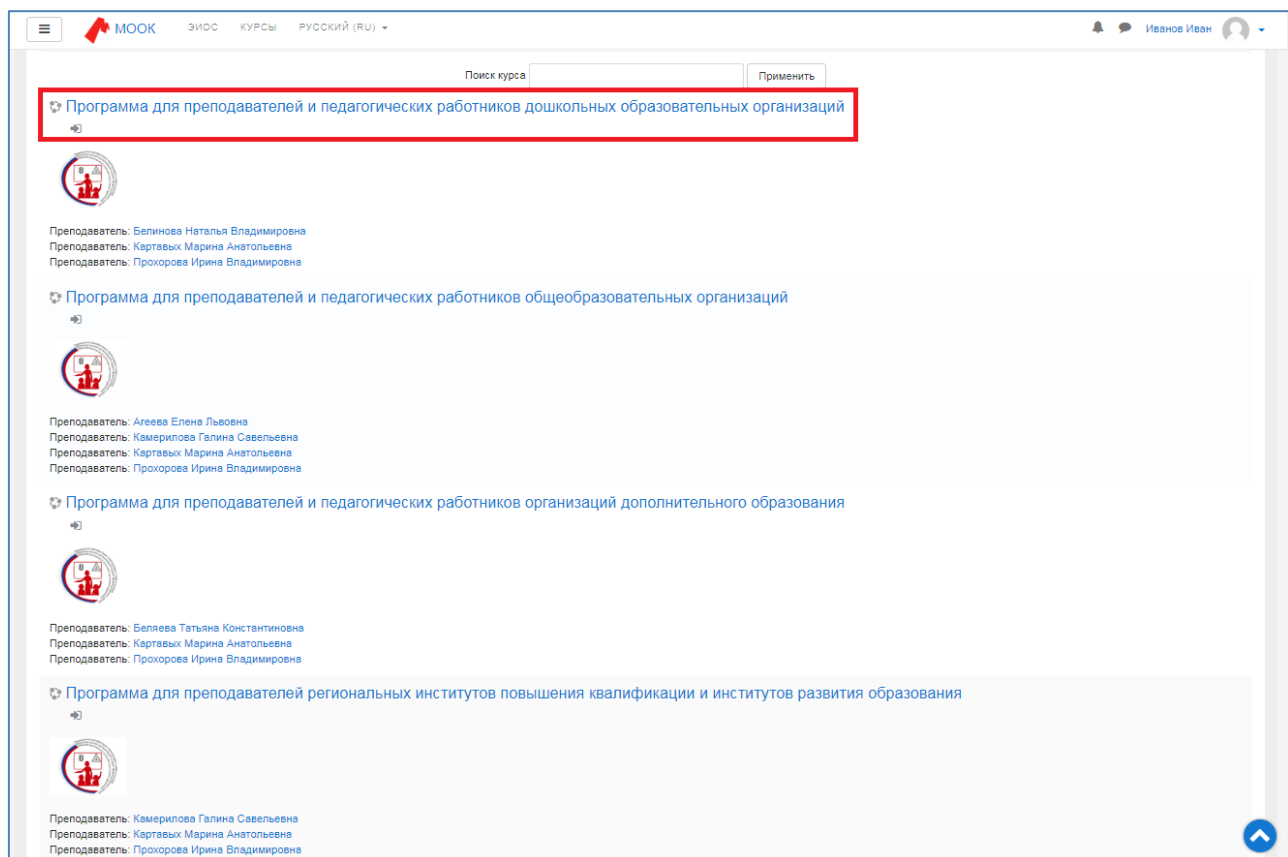 МООК ЭИОС КУРСЫ РУССКИЙ (RU) Иванов Иван
Поиск курса Применить
Программа для преподавателей и педагогических работников дошкольных образовательных организаций
Преподаватель: Белинова Наталья Владимировна
Преподаватель: Картавых Марина Анатольевна
Преподаватель: Прохорова Ирина Владимировна
Программа для преподавателей и педагогических работников общеобразовательных организаций
Преподаватель: Агеева Елена Львовна
Преподаватель: Камерилова Галина Савельевна
Преподаватель: Картавых Марина Анатольевна
Преподаватель: Прохорова Ирина Владимировна
Программа для преподавателей и педагогических работников организаций дополнительного образования
Преподаватель: Беляева Татьяна Константиновна
Преподаватель: Картавых Марина Анатольевна
Преподаватель: Прохорова Ирина Владимировна
Программа для преподавателей региональных институтов повышения квалификации и институтов развития образования
Преподаватель: Камерилова Галина Савельевна
Преподаватель: Картавых Марина Анатольевна
Преподаватель: Прохорова Ирина Владимировна